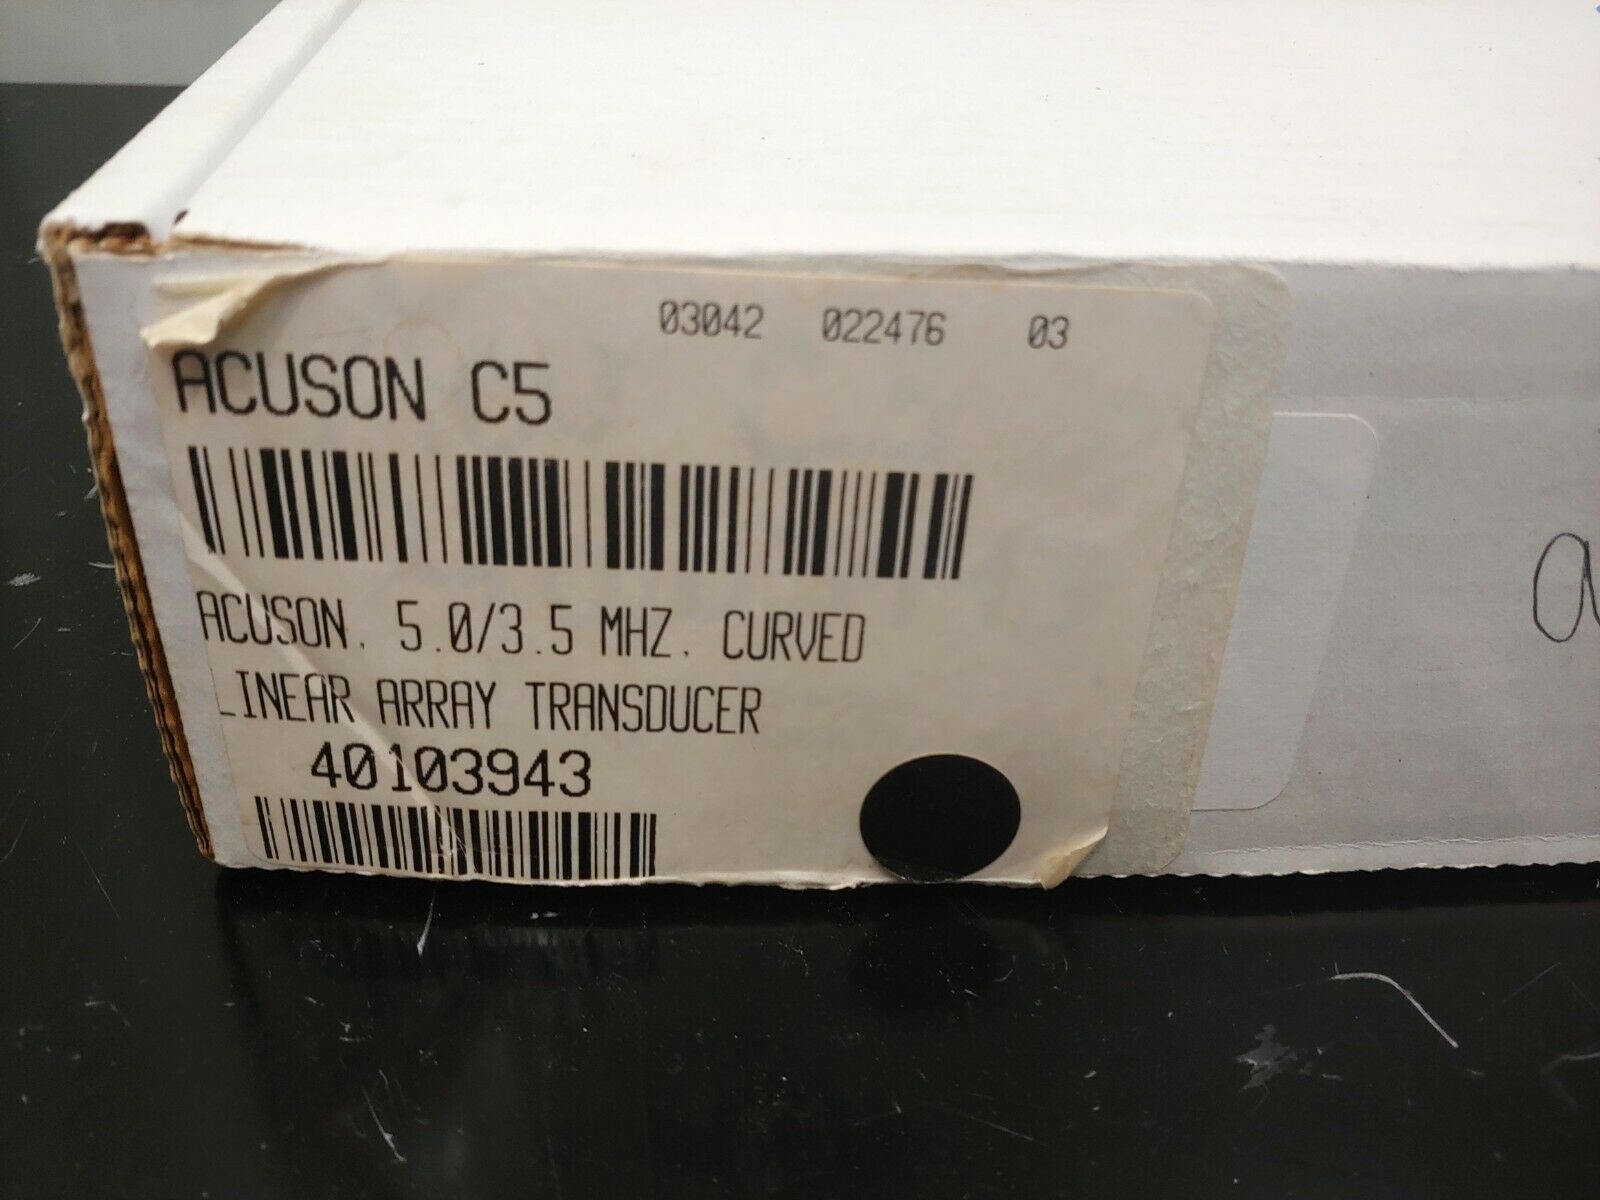 03042 022476 03
ACUSON C5
ACUSON, 5.0/3.5 MHZ, CURVED
LINEAR ARRAY TRANSDUCER
40103943